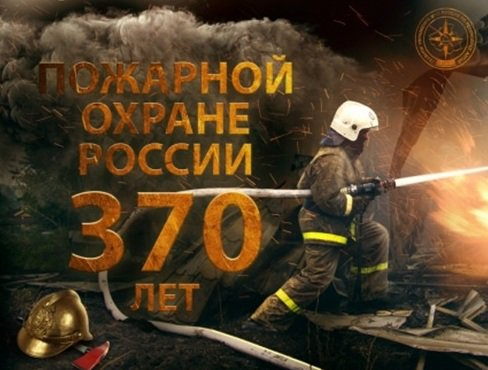 ПОЖАРНОЙ
ОХРАНЕ
РОССИИ
370
ЛЕТ